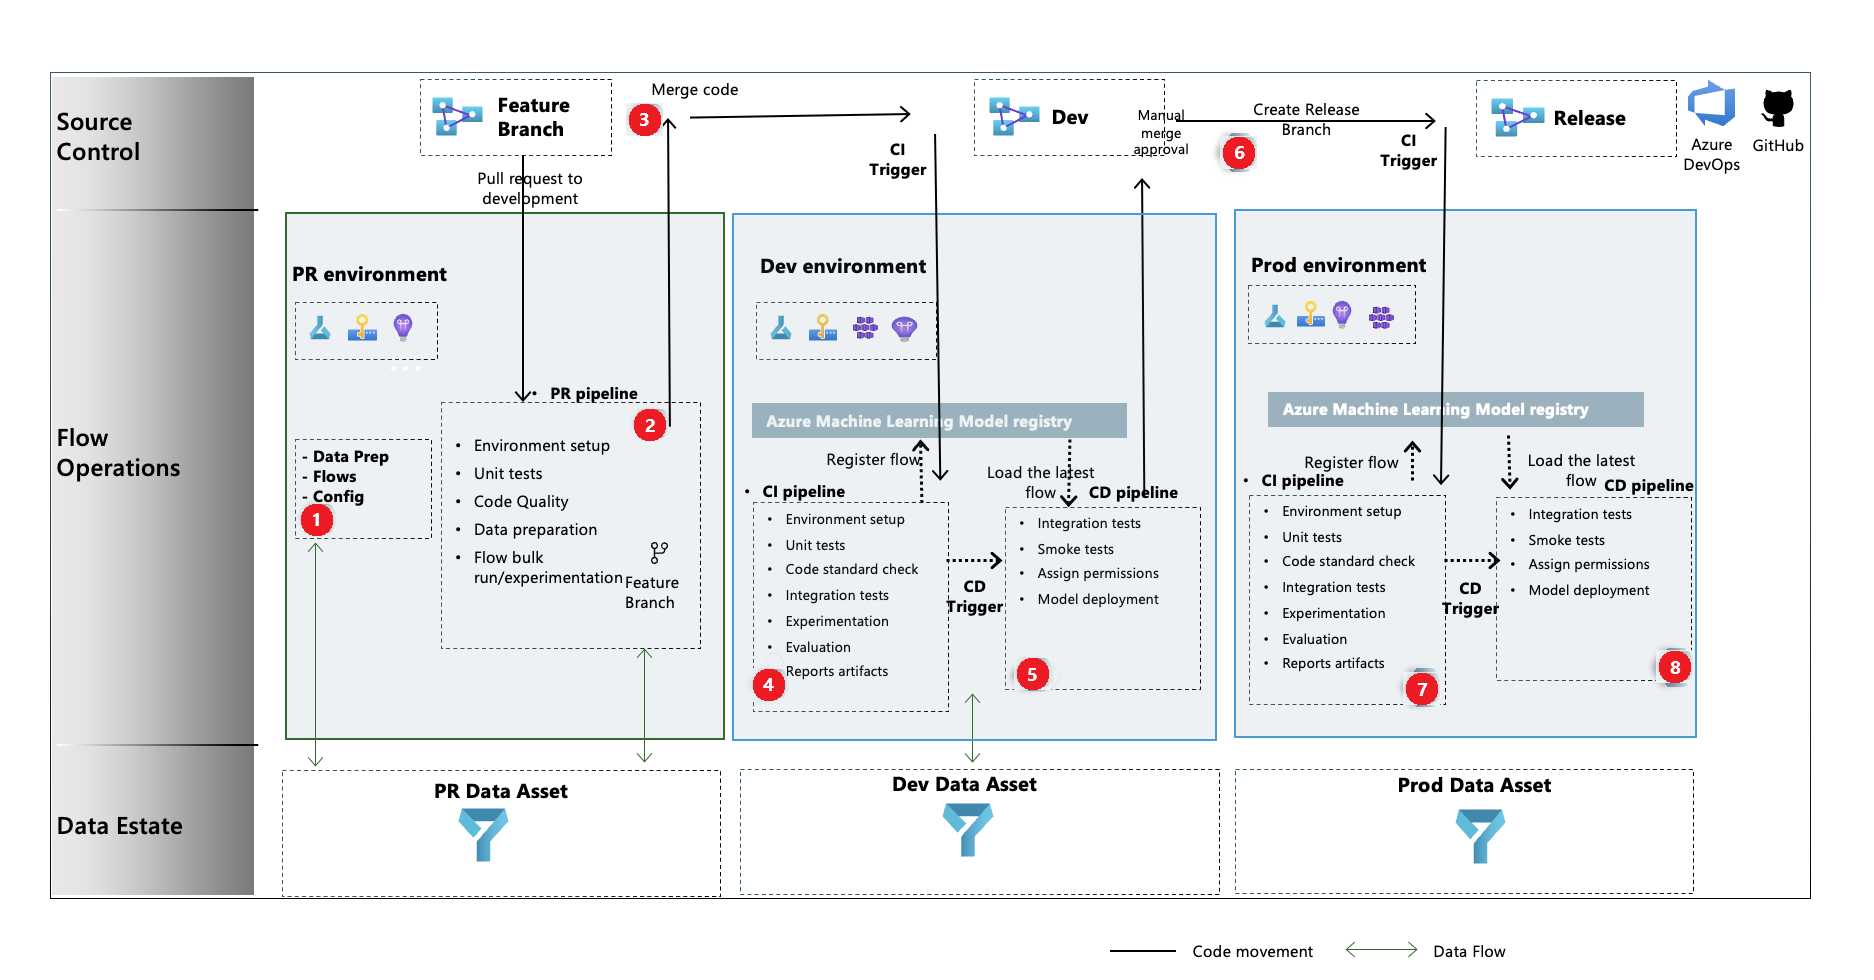 Source
Control
Feature
Branch
3
Merge code
Dev
Manual
merge
approval
Create Release
Branch
6
Release
Azure
DevOps
GitHub
CI
Trigger
CI
Trigger
Pull request to
development
Flow
Operations
PR environment
• PR pipeline
2
• Environment setup
• Unit tests
• Code Quality
• Data preparation
• Flow bulk
run/experimentation
Feature
Branch
- Data Prep
- Flows
- Config
1
Dev environment
Azure Machine Learning Model registry
Register flow
Load the latest
flow
• CI pipeline
• Environment setup
• Unit tests
• Code standard check
• Integration tests
• Experimentation
• Evaluation
Reports artifacts
4
CD
Trigger
CD pipeline
• Integration tests
• Smoke tests
• Assign permissions
• Model deployment
5
Prod environment
Azure Machine Learning Model registry
Register flow
Load the latest
flow
• CI pipeline
• Environment setup
• Unit tests
• Code standard check
• Integration tests
• Experimentation
• Evaluation
• Reports artifacts
7
CD
Trigger
CD pipeline
• Integration tests
• Smoke tests
• Assign permissions
• Model deployment
8
Data Estate
PR Data Asset
Dev Data Asset
Prod Data Asset
Code movement
Data Flow